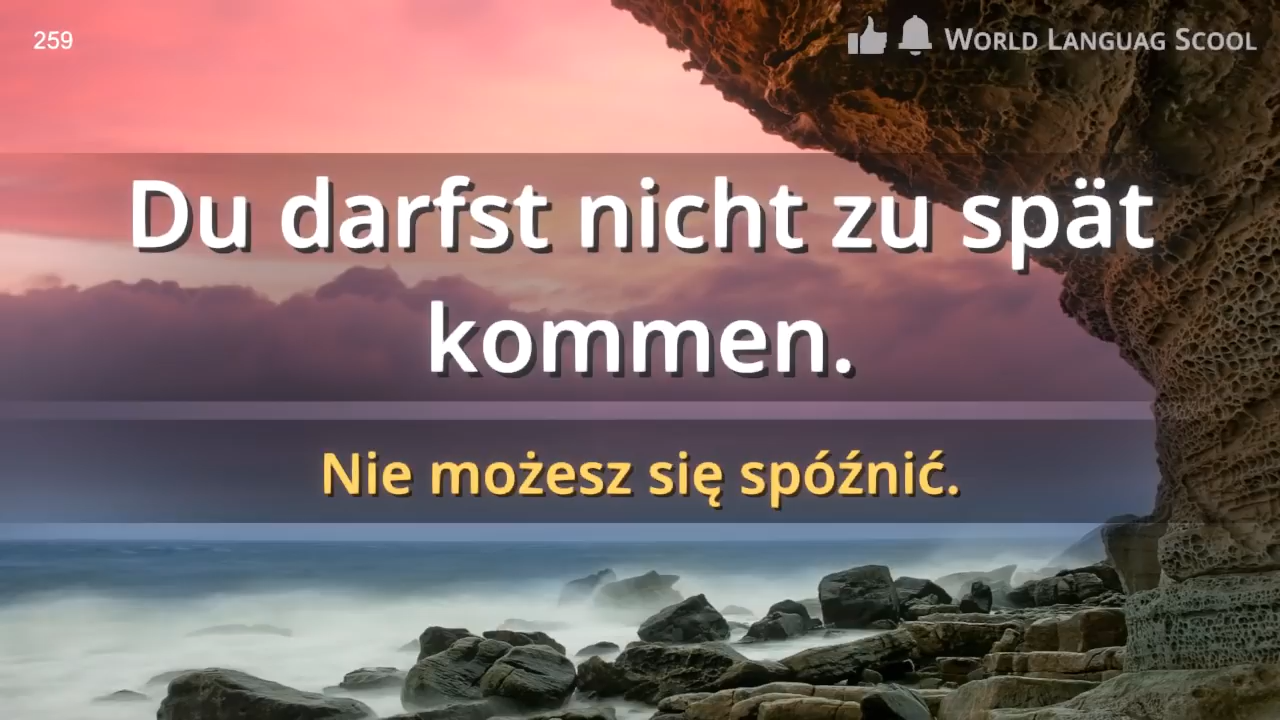 259
World Languag Scool
Du darfst nicht zu spät
kommen.
Nie możesz się spóźnić.